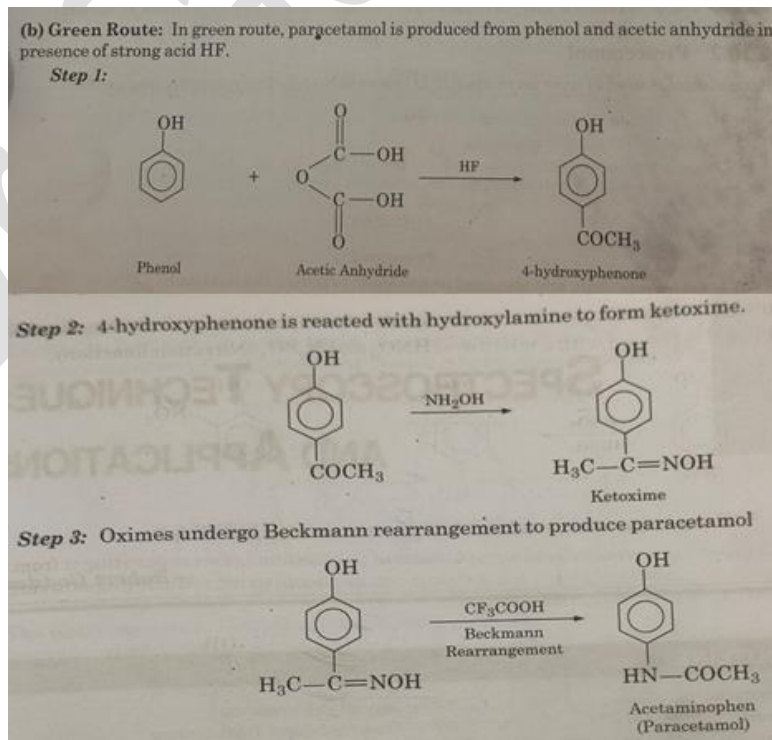 (b) Green Route: In green route, paracetamol is produced from phenol and acetic anhydride in
presence of strong acid HF.
Step 1:
OH
+
O
C—OH
O
C—OH
O
HF
OH
COCH₃
Phenol
Acetic Anhydride
4-hydroxyphenone
Step 2: 4-hydroxyphenone is reacted with hydroxylamine to form ketoxime.
OH
COCH₃
NH₂OH
OH
H₃C—C=NOH
Ketoxime
Step 3: Oximes undergo Beckmann rearrangement to produce paracetamol
OH
H₃C—C=NOH
CF₃COOH
Beckmann
Rearrangement
OH
HN—COCH₃
Acetaminophen
(Paracetamol)